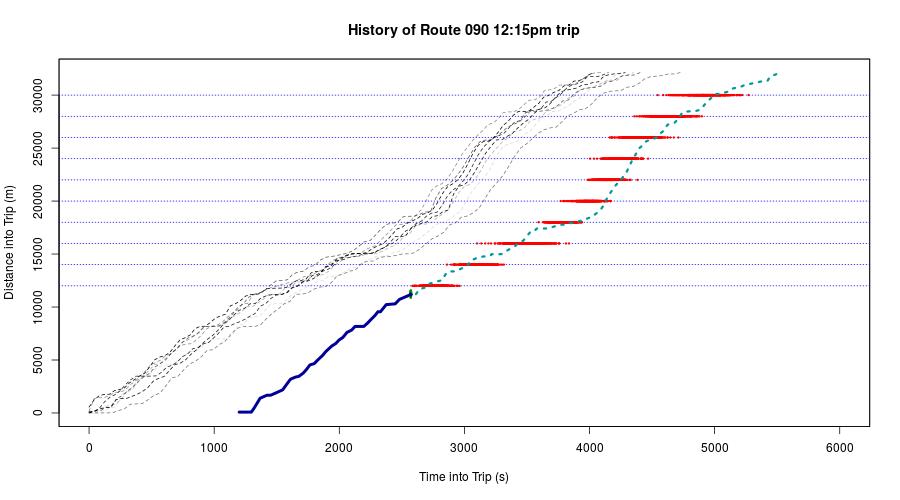 History of Route 090 12:15pm trip
Distance into Trip (m)
30000
25000
20000
15000
10000
5000
0
0 1000 2000 3000 4000 5000 6000
Time into Trip (s)